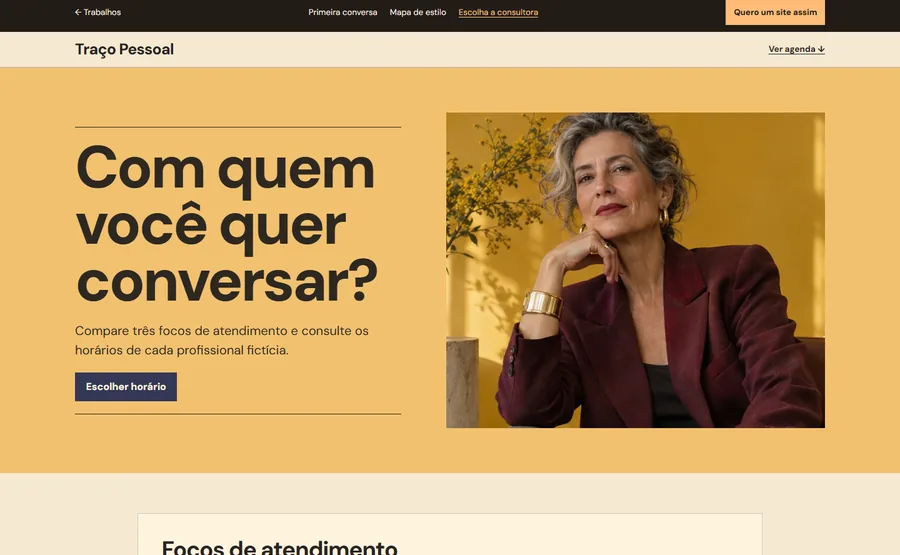 ← Trabalhos
Primeira conversa
Mapa de estilo
Escolha a consultora
Quero um site assim
Traço Pessoal
Ver agenda ↓
Com quem
você quer
conversar?
Compare três focos de atendimento e consulte os
horários de cada profissional fictícia.
Escolher horário
Focos de atendimento